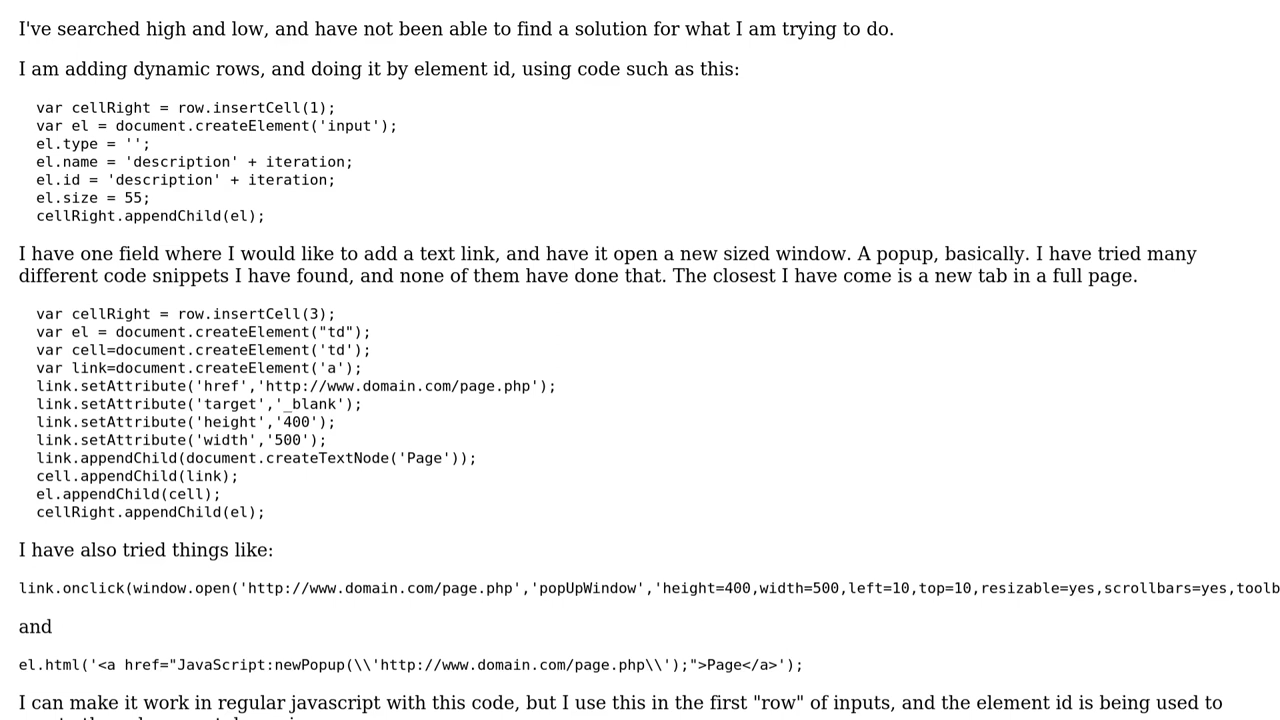 I've searched high and low, and have not been able to find a solution for what I am trying to do.
I am adding dynamic rows, and doing it by element id, using code such as this:
var cellRight = row.insertCell(1);
var el = document.createElement('input');
el.type = '';
el.name = 'description' + iteration;
el.id = 'description' + iteration;
el.size = 55;
cellRight.appendChild(el);
I have one field where I would like to add a text link, and have it open a new sized window. A popup, basically. I have tried many
different code snippets I have found, and none of them have done that. The closest I have come is a new tab in a full page.
var cellRight = row.insertCell(3);
var el = document.createElement("td");
var cell=document.createElement('td');
var link=document.createElement('a');
link.setAttribute('href','http://www.domain.com/page.php');
link.setAttribute('target','_blank');
link.setAttribute('height','400');
link.setAttribute('width','500');
link.appendChild(document.createTextNode('Page'));
cell.appendChild(link);
el.appendChild(cell);
cellRight.appendChild(el);
I have also tried things like:
link.onclick(window.open('http://www.domain.com/page.php','popUpWindow','height=400,width=500,left=10,top=10,resizable=yes,scrollbars=yes,toolb
and
el.html('<a href="JavaScript:newPopup(\\'http://www.domain.com/page.php\\');">Page</a>');
I can make it work in regular javascript with this code, but I use this in the first "row" of inputs, and the element id is being used to